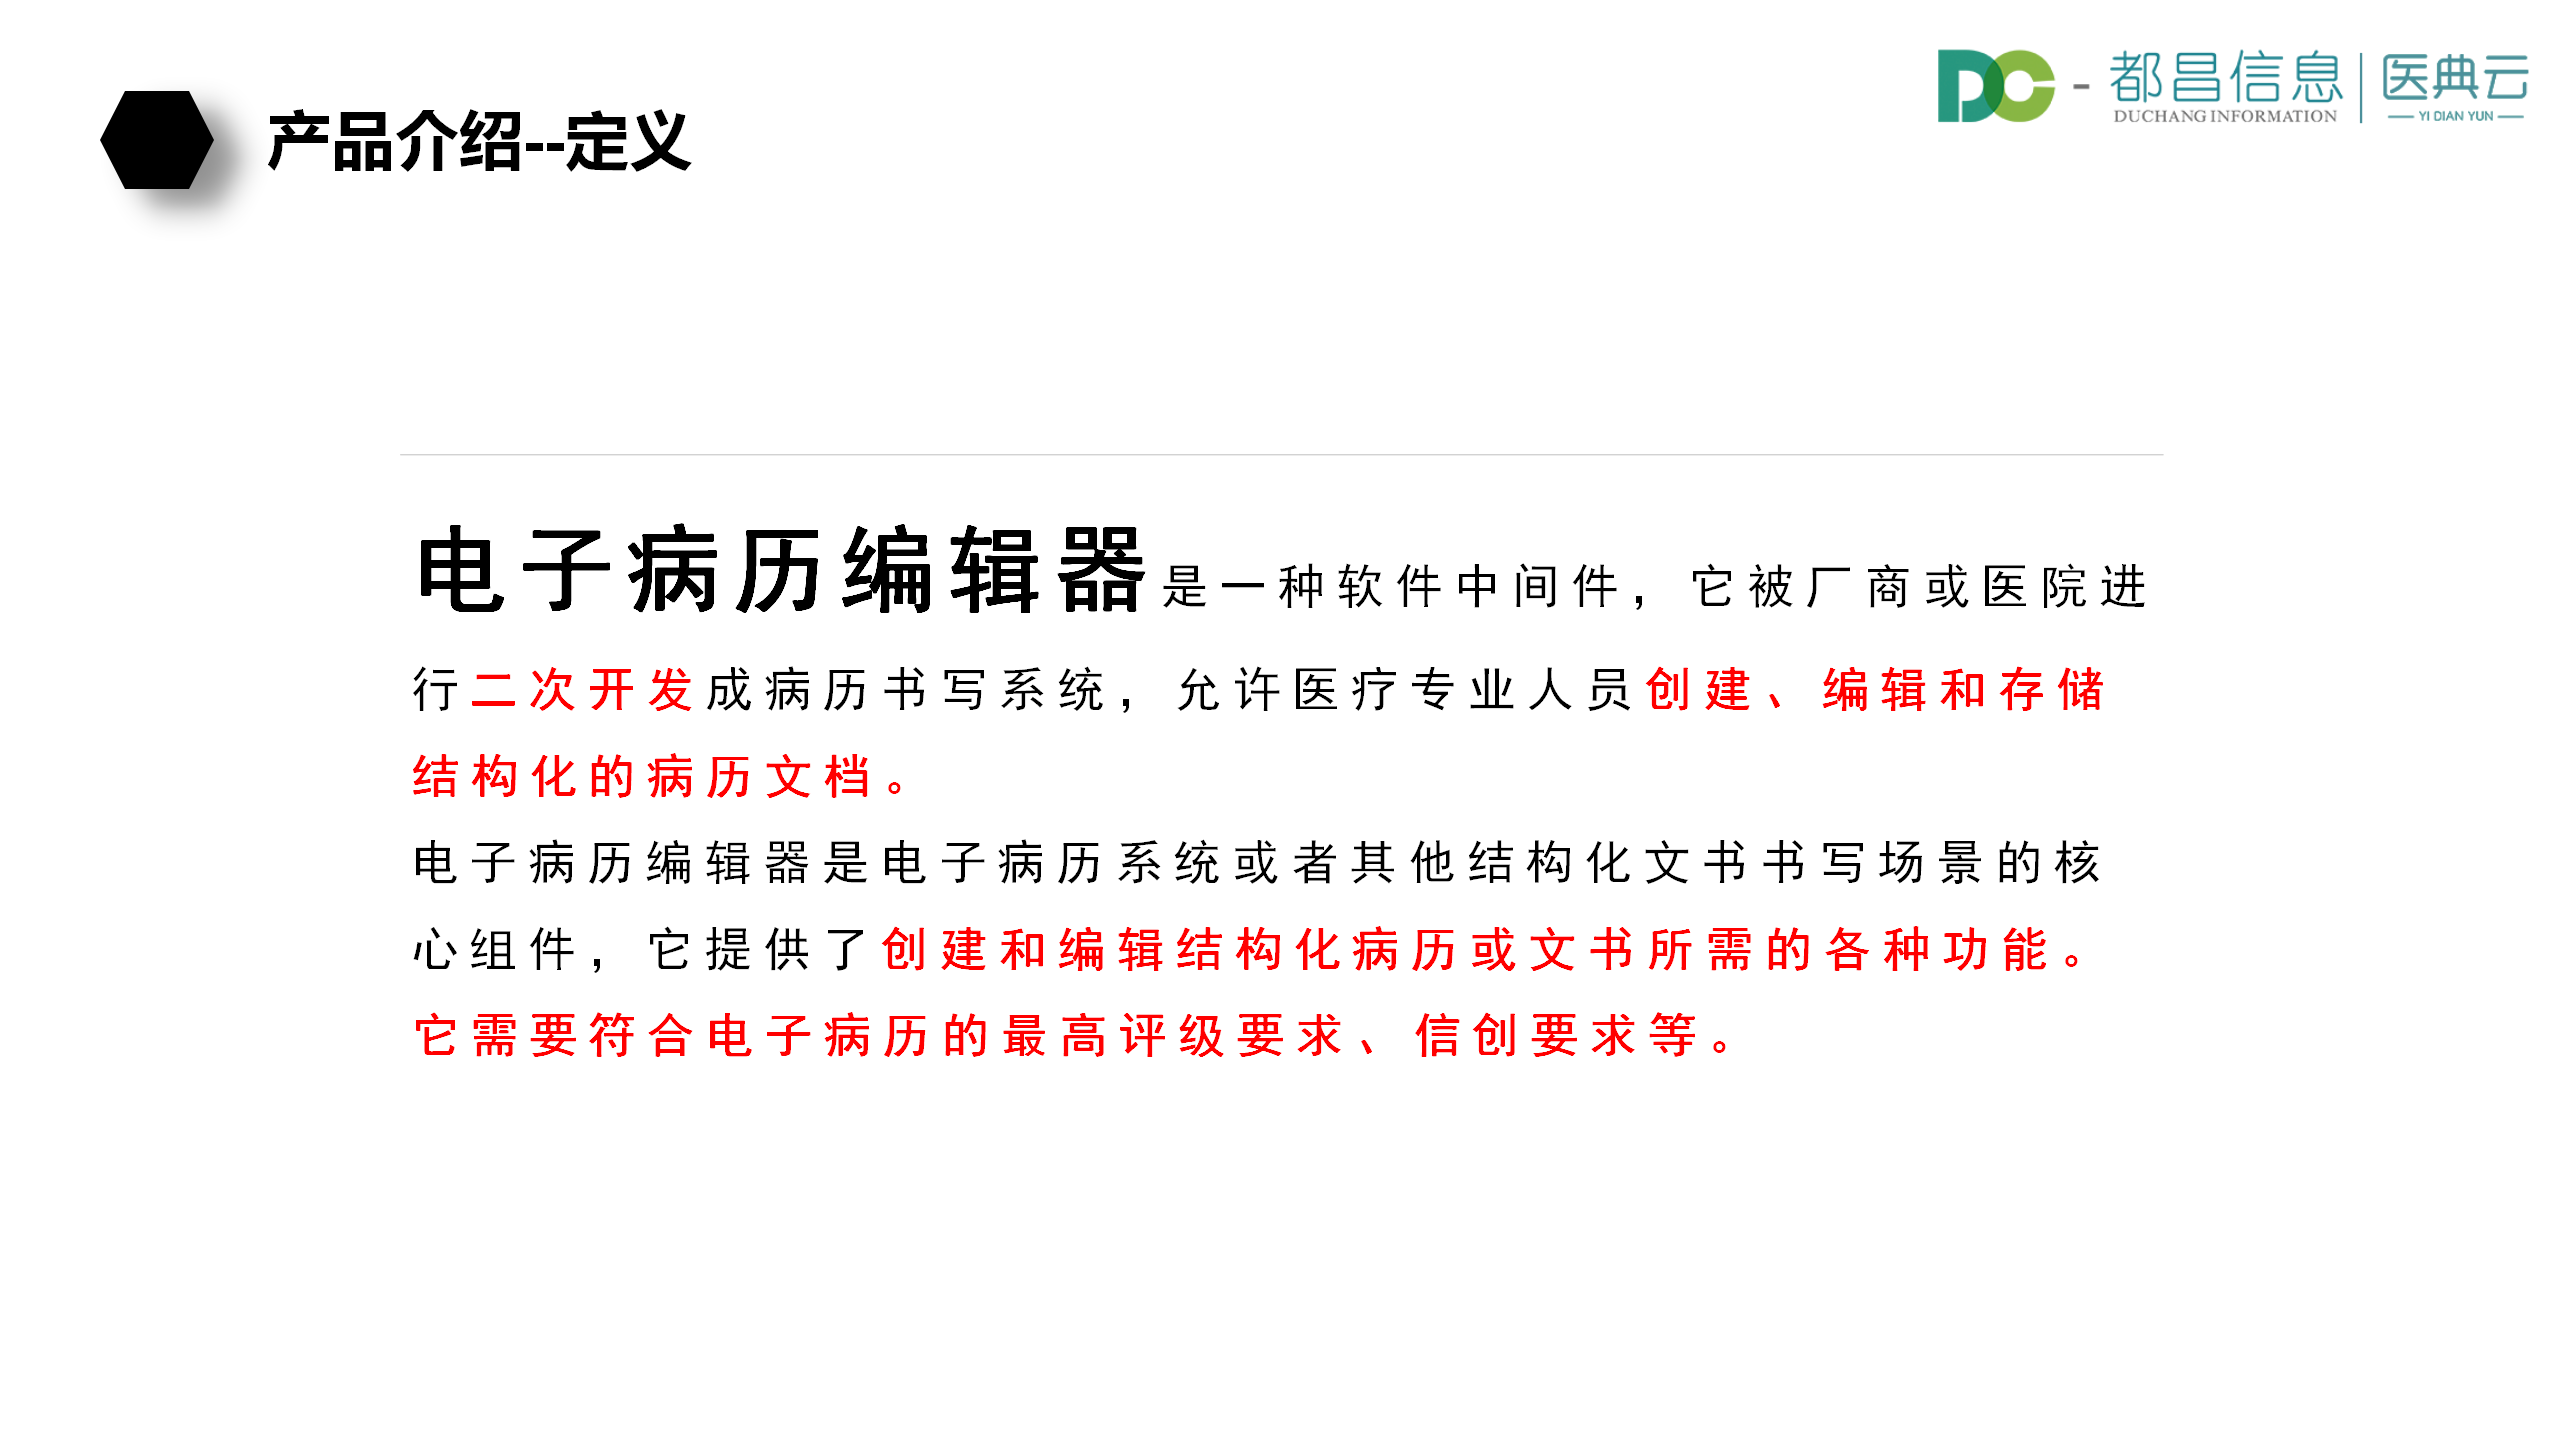 DC - 都昌信息 医典云
DUCHANG INFORMATION — YI DIAN YUN —
产品介绍--定义
电子病历编辑器是一种软件中间件，它被厂商或医院进
行二次开发成病历书写系统，允许医疗专业人员创建、编辑和存储
结构化的病历文档。
电子病历编辑器是电子病历系统或者其他结构化文书书写场景的核
心组件，它提供了创建和编辑结构化病历或文书所需的各种功能。
它需要符合电子病历的最高评级要求、信创要求等。